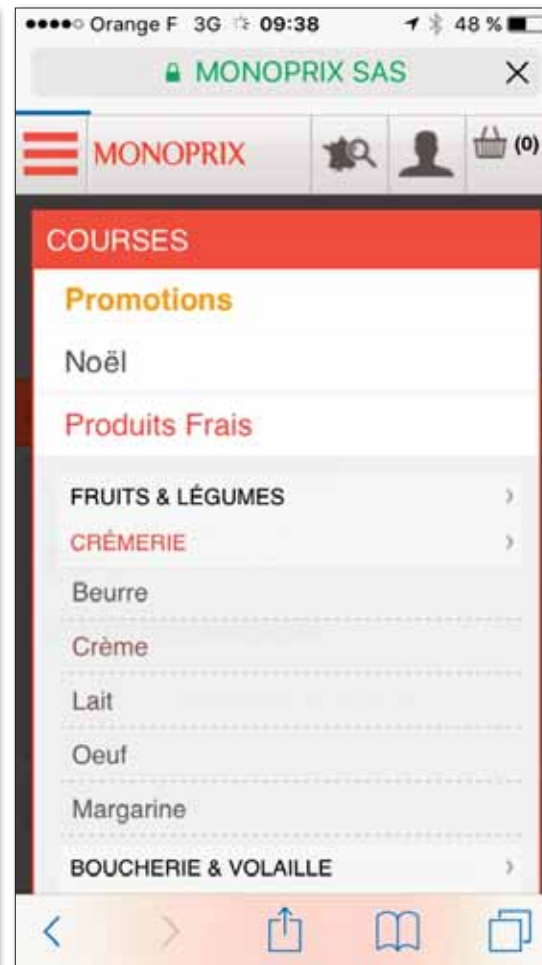 Orange F 3G 09:38 48 %
MONOPRIX SAS
MONOPRIX (0)
COURSES
Promotions
Noël
Produits Frais
FRUITS & LÉGUMES
CRÉMERIE
Beurre
Crème
Lait
Oeuf
Margarine
BOUCHERIE & VOLAILLE